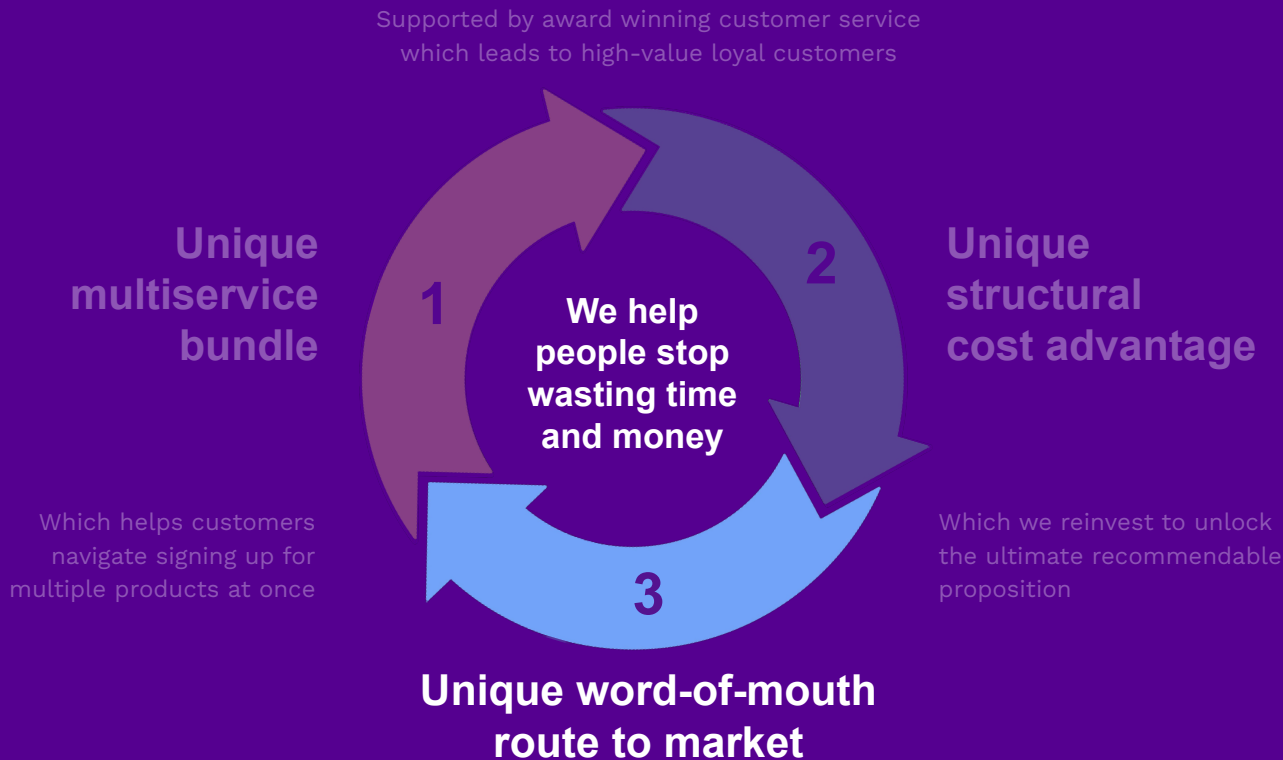 Supported by award winning customer service
which leads to high-value loyal customers
Unique
multiservice
bundle
1
We help
people stop
wasting time
and money
2
Unique
structural
cost advantage
Which helps customers
navigate signing up for
multiple products at once
3
Which we reinvest to unlock
the ultimate recommendable
proposition
Unique word-of-mouth
route to market